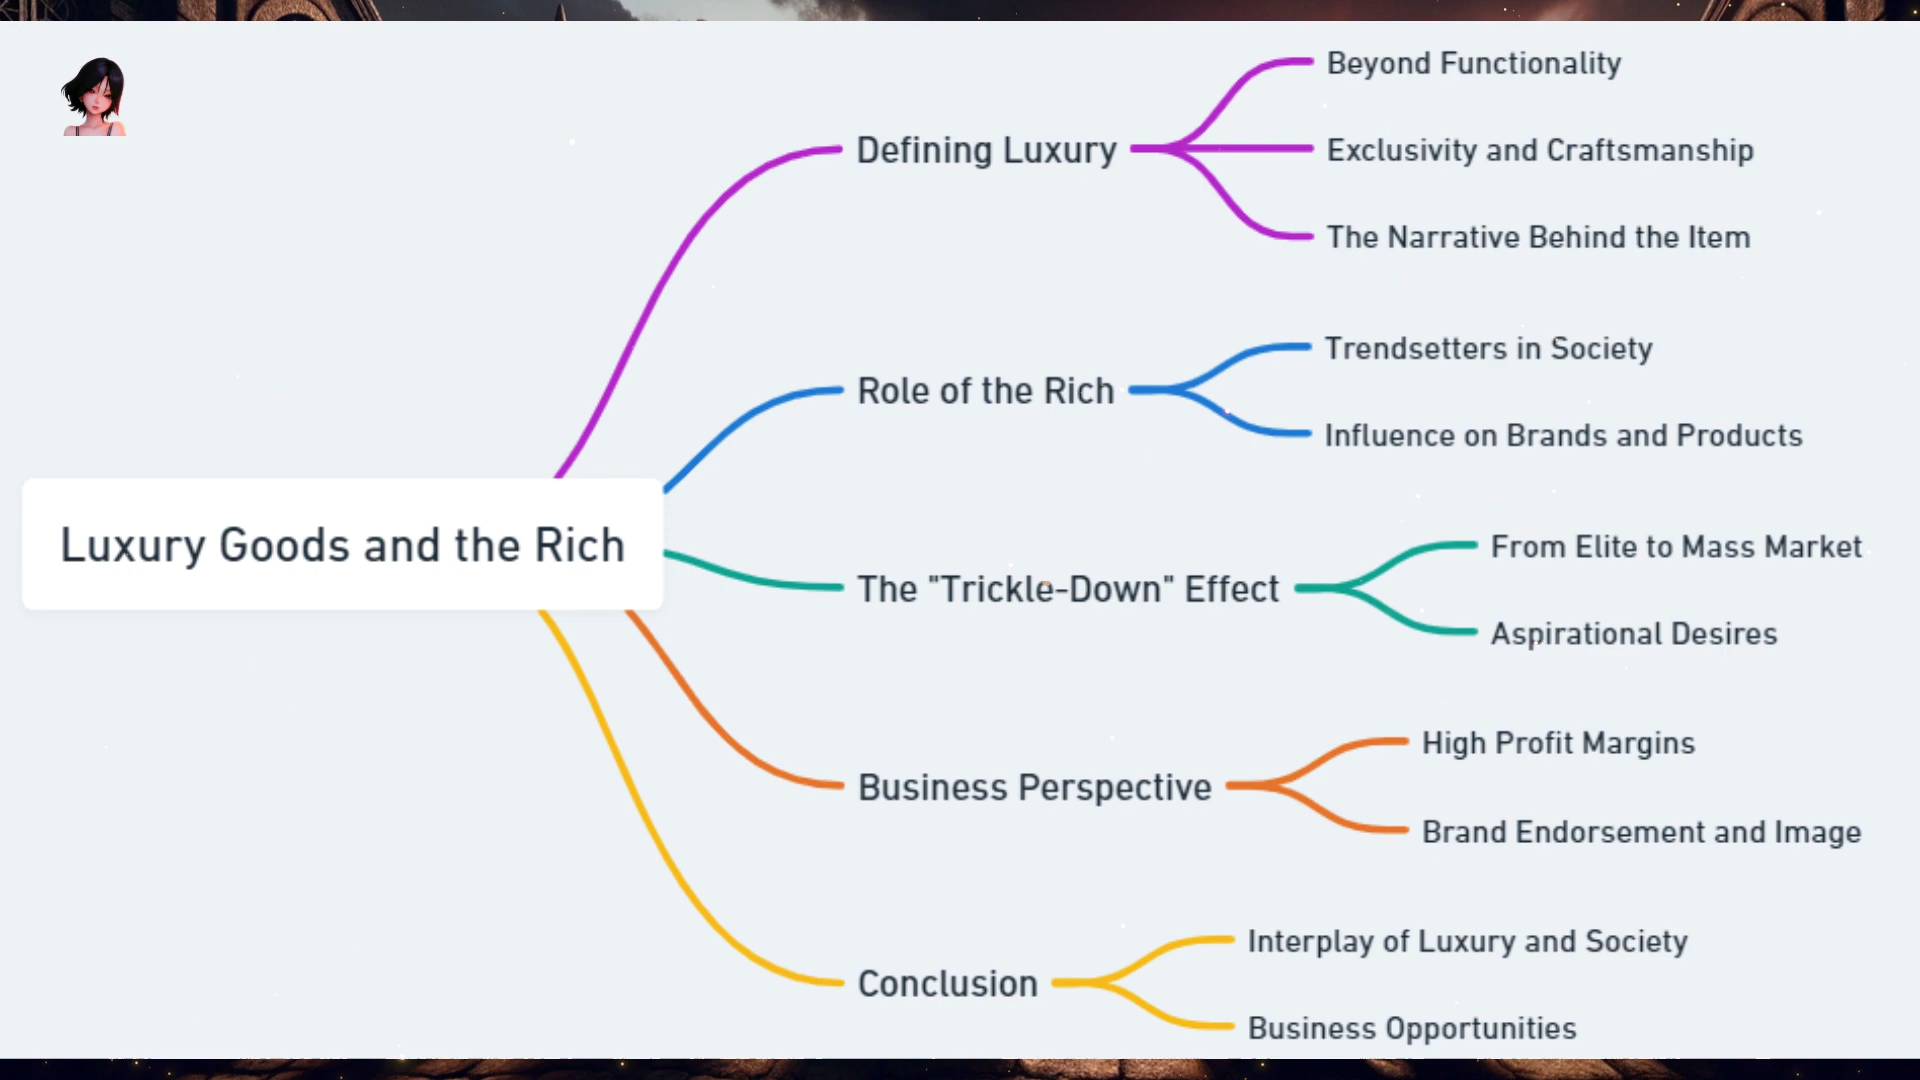 Luxury Goods and the Rich
Defining Luxury
Beyond Functionality
Exclusivity and Craftsmanship
The Narrative Behind the Item
Role of the Rich
Trendsetters in Society
Influence on Brands and Products
The "Trickle-Down" Effect
From Elite to Mass Market
Aspirational Desires
Business Perspective
High Profit Margins
Brand Endorsement and Image
Conclusion
Interplay of Luxury and Society
Business Opportunities